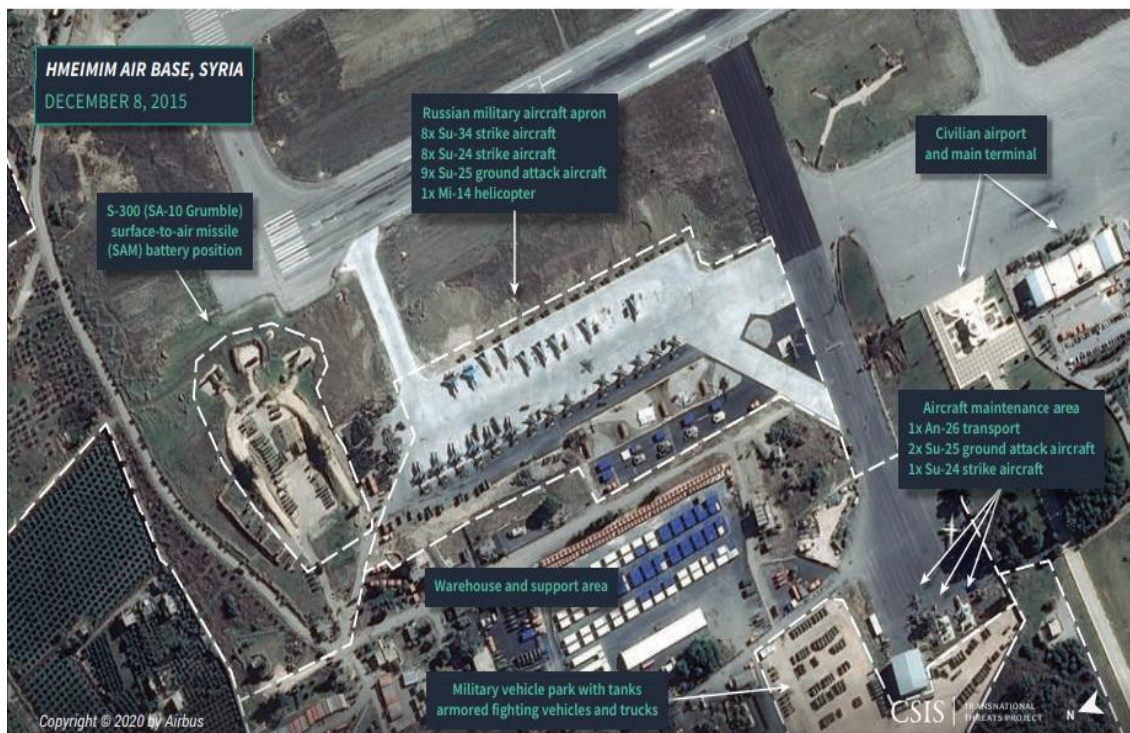 HMEIMIM AIR BASE, SYRIA
DECEMBER 8, 2015
Russian military aircraft apron
8x Su-34 strike aircraft
8x Su-24 strike aircraft
9x Su-25 ground attack aircraft
1x Mi-14 helicopter
Civilian airport
and main terminal
S-300 (SA-10 Grumble)
surface-to-air missile
(SAM) battery position
Aircraft maintenance area
1x An-26 transport
2x Su-25 ground attack aircraft
1x Su-24 strike aircraft
Warehouse and support area
Military vehicle park with tanks
armored fighting vehicles and trucks
Copyright © 2020 by Airbus
CSIS
TRANSNATIONAL
THREATS PROJECT
N